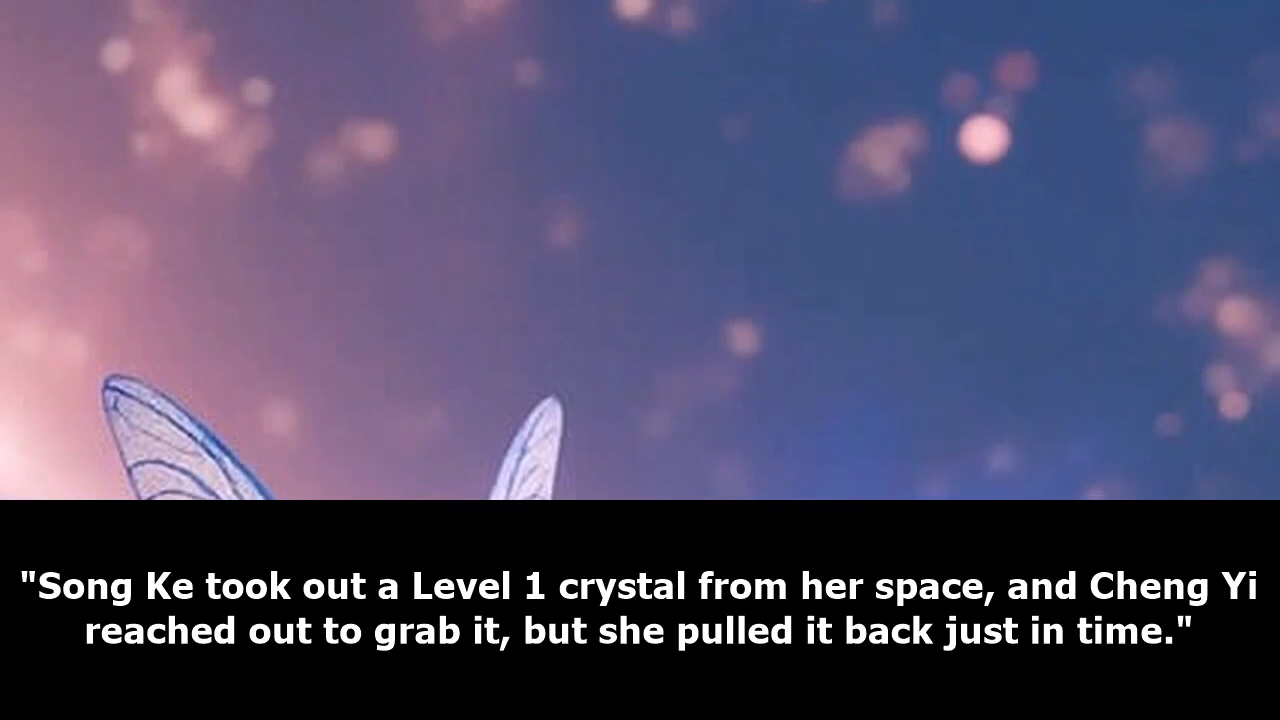 "Song Ke took out a Level 1 crystal from her space, and Cheng Yi
reached out to grab it, but she pulled it back just in time."